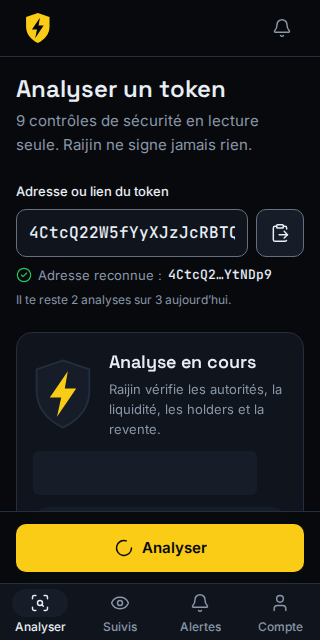 Analyser un token
9 contrôles de sécurité en lecture
seule. Raijin ne signe jamais rien.
Adresse ou lien du token
4CtcQ22W5fYyXJzJcRBTC
Adresse reconnue : 4CtcQ2…YtNDp9
Il te reste 2 analyses sur 3 aujourd'hui.
Analyse en cours
Raijin vérifie les autorités, la
liquidité, les holders et la
revente.
Analyser
Analyser
Suivis
Alertes
Compte